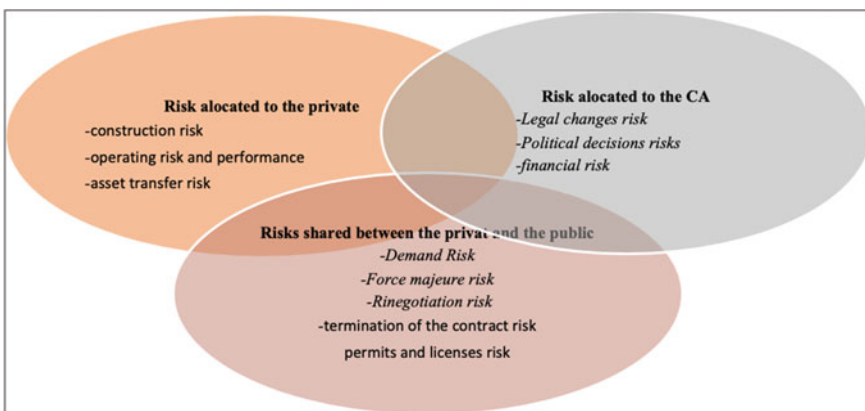 Risk alocated to the private
-construction risk
-operating risk and performance
-asset transfer risk
Risk alocated to the CA
-Legal changes risk
-Political decisions risks
-financial risk
Risks shared between the privat and the public
-Demand Risk
-Force majeure risk
-Rinegotiation risk
-termination of the contract risk
permits and licenses risk